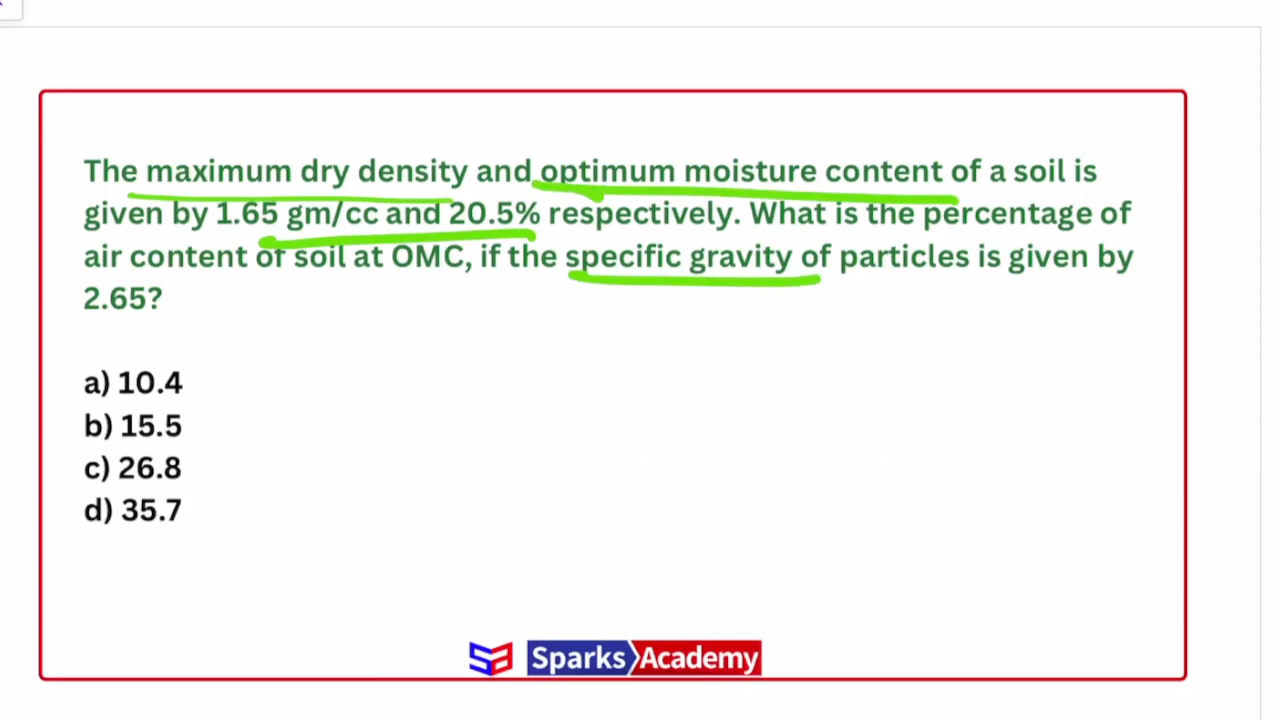 The maximum dry density and optimum moisture content of a soil is
given by 1.65 gm/cc and 20.5% respectively. What is the percentage of
air content of soil at OMC, if the specific gravity of particles is given by
2.65?
a) 10.4
b) 15.5
c) 26.8
d) 35.7
Sparks Academy